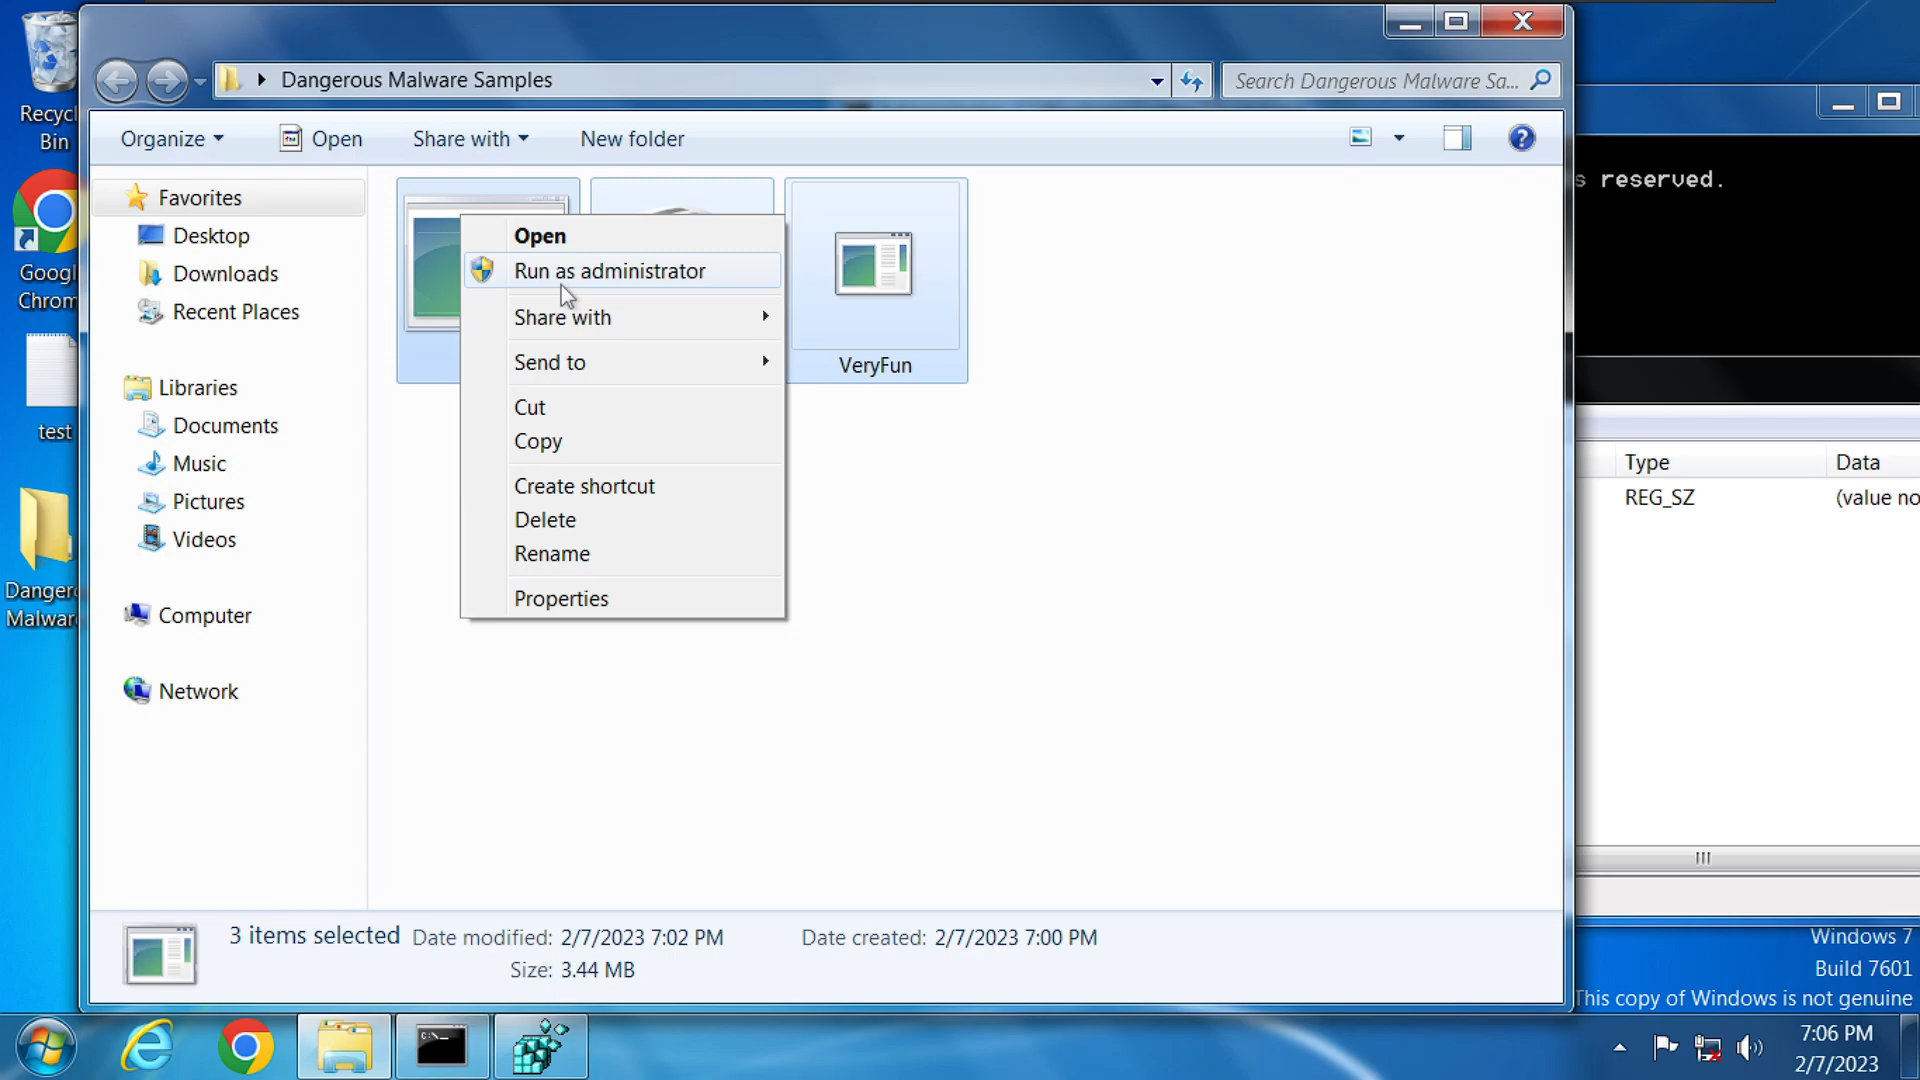 Recycle
Bin
Google
Chrom
test
Danger
Malwar
Dangerous Malware Samples
Search Dangerous Malware Sa...
Organize
Open
Share with
New folder
Favorites
Desktop
Downloads
Recent Places
Libraries
Documents
Music
Pictures
Videos
Computer
Network
Open
Run as administrator
Share with
Send to
Cut
Copy
Create shortcut
Delete
Rename
Properties
VeryFun
3 items selected
Date modified: 2/7/2023 7:02 PM
Date created: 2/7/2023 7:00 PM
Size: 3.44 MB
s reserved.
Type
Data
REG_SZ
(value no
Windows 7
Build 7601
This copy of Windows is not genuine
C:\_
7:06 PM
2/7/2023